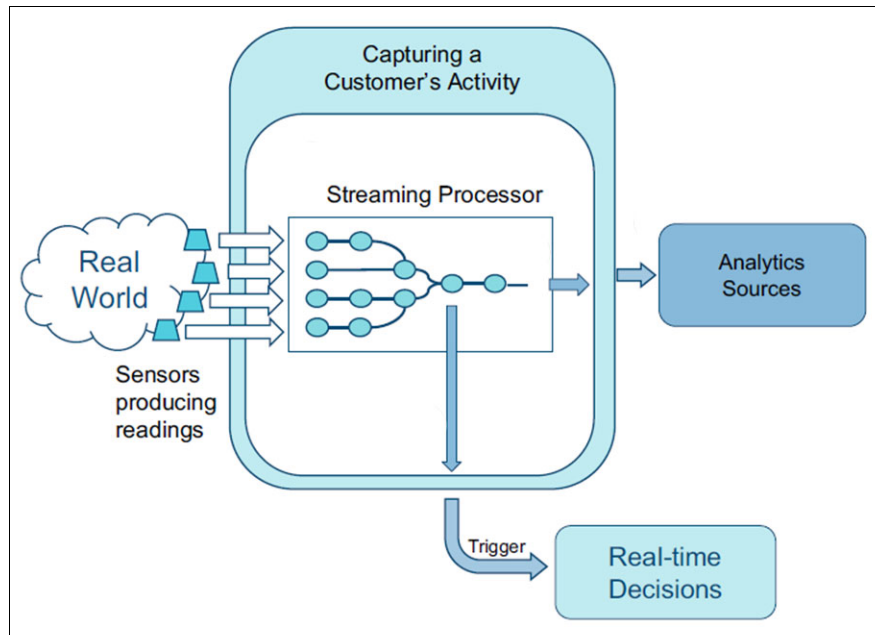 Capturing a
Customer's Activity
Streaming Processor
Real
World
Analytics
Sources
Sensors
producing
readings
Trigger
Real-time
Decisions